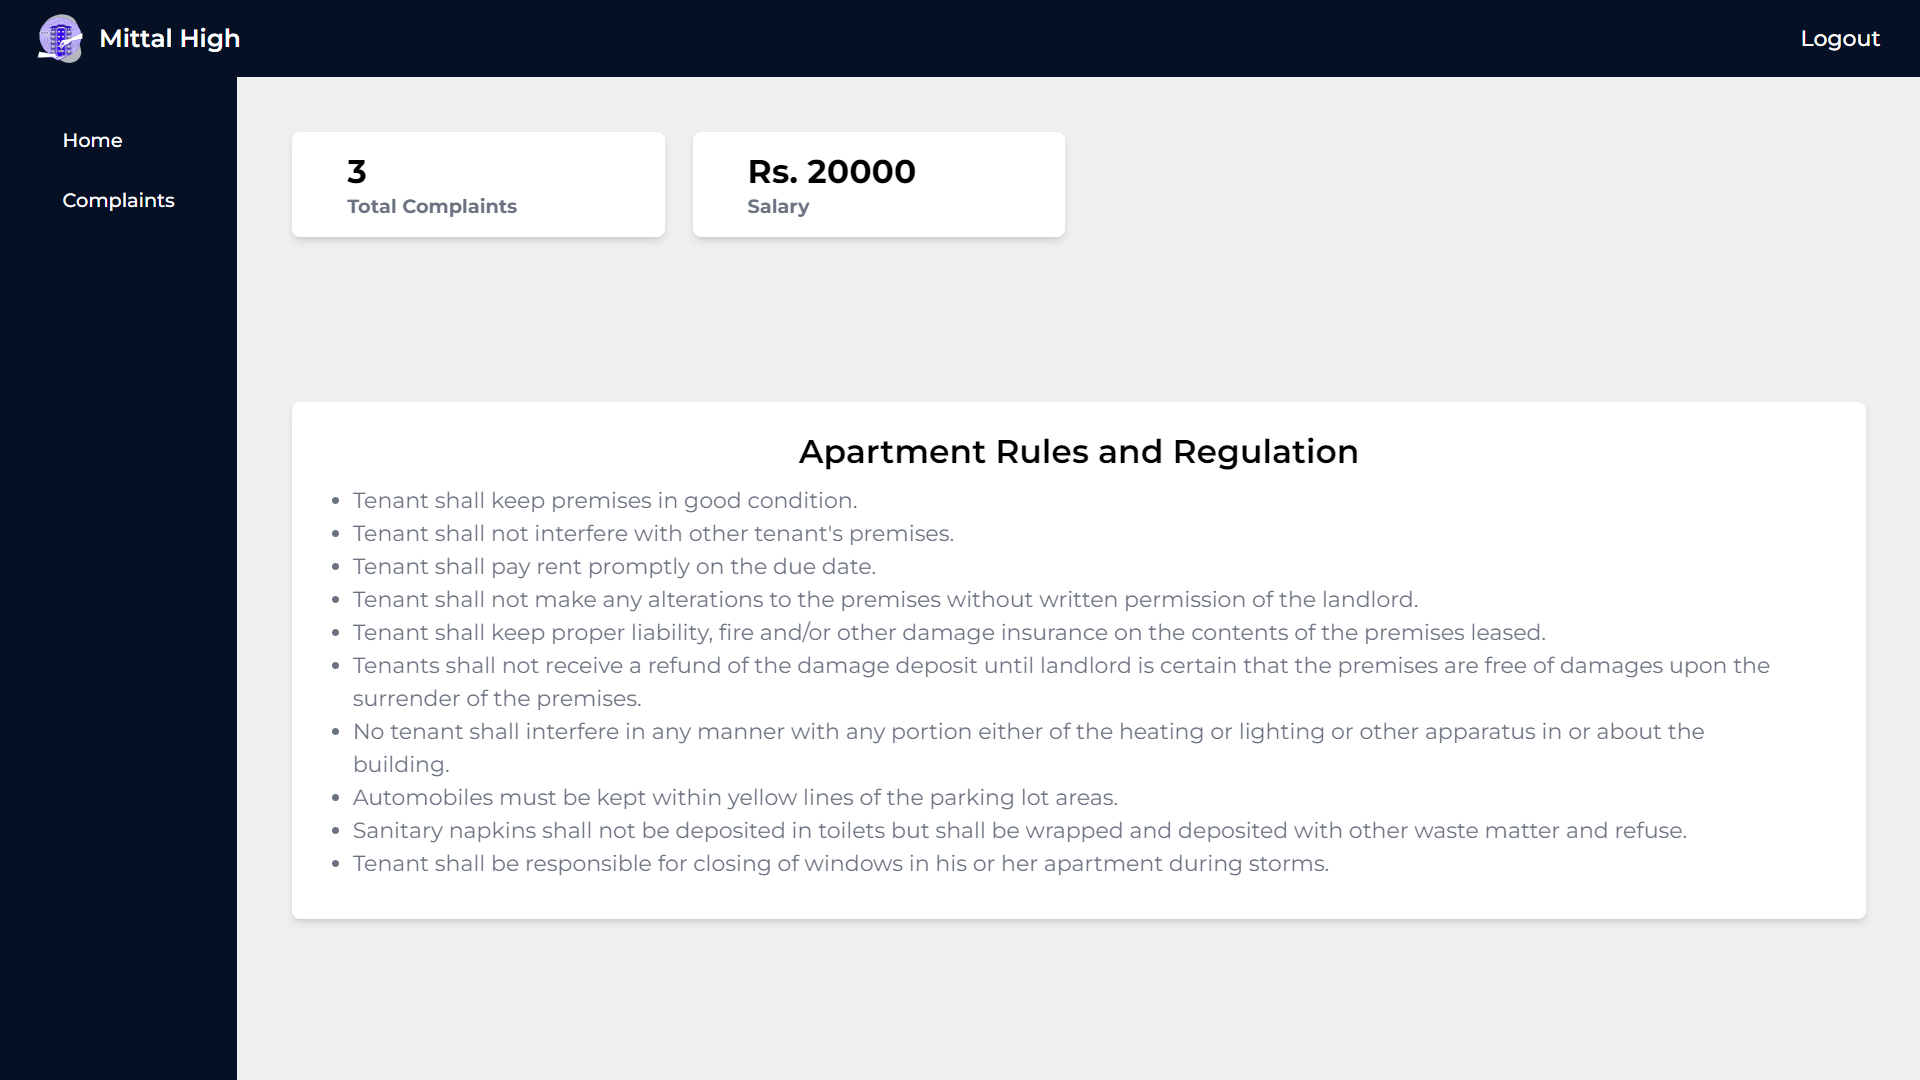 Mittal High
Logout
Home
Complaints
3
Total Complaints
Rs. 20000
Salary
Apartment Rules and Regulation
• Tenant shall keep premises in good condition.
• Tenant shall not interfere with other tenant's premises.
• Tenant shall pay rent promptly on the due date.
• Tenant shall not make any alterations to the premises without written permission of the landlord.
• Tenant shall keep proper liability, fire and/or other damage insurance on the contents of the premises leased.
• Tenants shall not receive a refund of the damage deposit until landlord is certain that the premises are free of damages upon the
surrender of the premises.
• No tenant shall interfere in any manner with any portion either of the heating or lighting or other apparatus in or about the
building.
• Automobiles must be kept within yellow lines of the parking lot areas.
• Sanitary napkins shall not be deposited in toilets but shall be wrapped and deposited with other waste matter and refuse.
• Tenant shall be responsible for closing of windows in his or her apartment during storms.